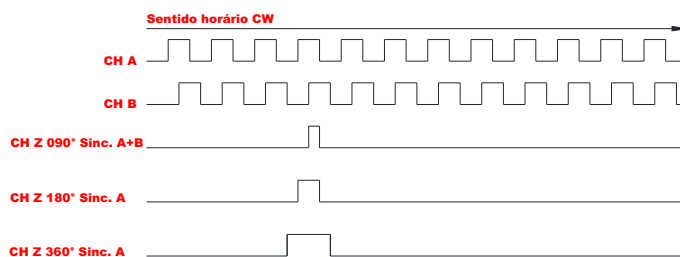 Sentido horário CW
CH A
CH B
CH Z 090° Sinc. A+B
CH Z 180° Sinc. A
CH Z 360° Sinc. A